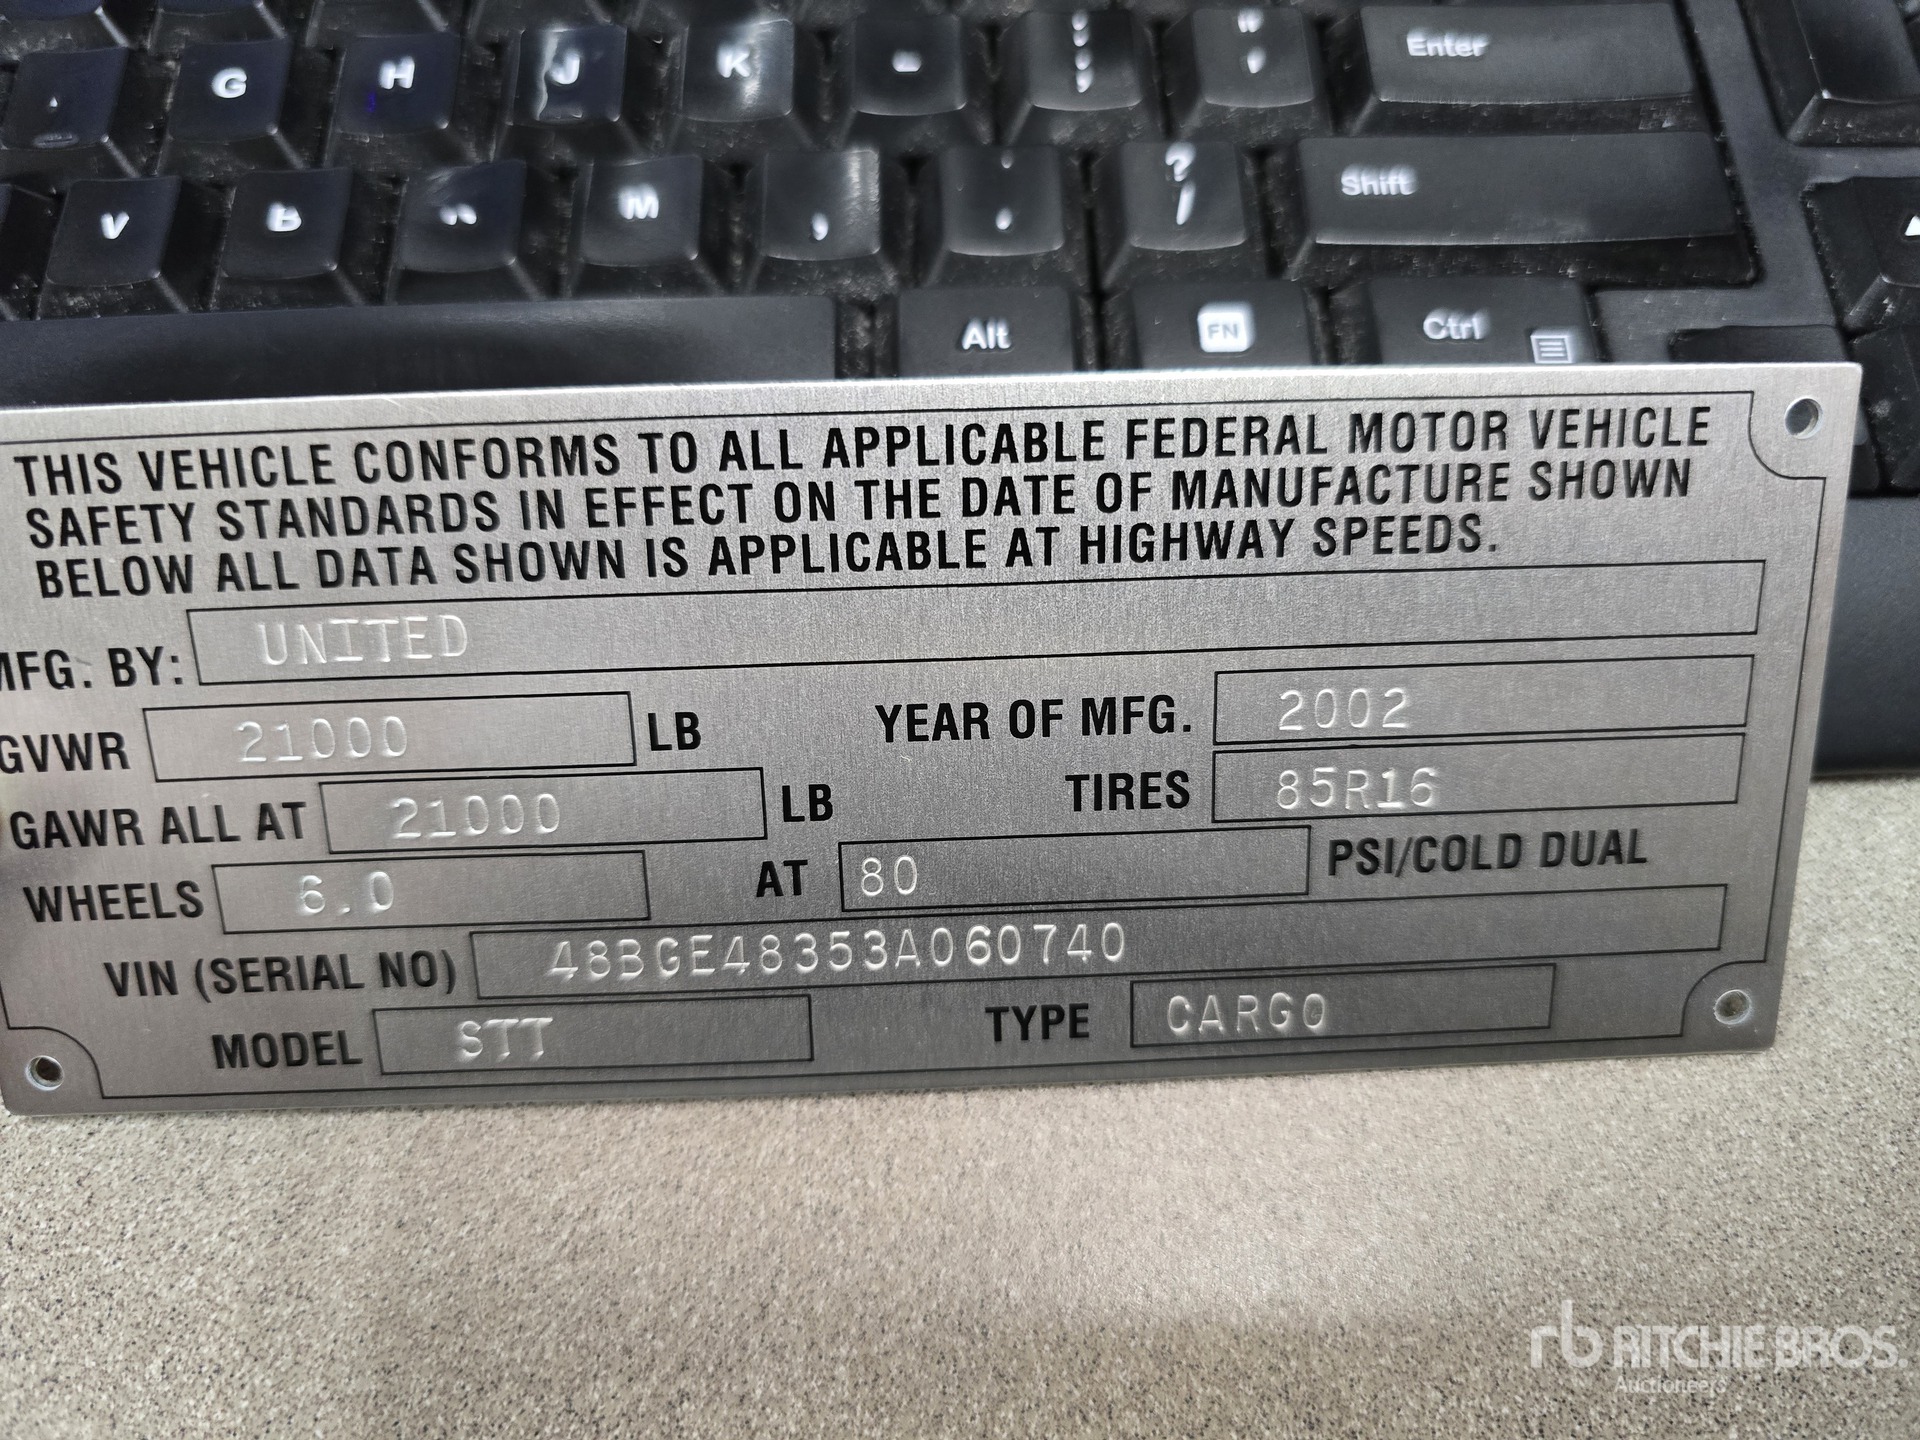 G H J K : " ' Enter
V B N M , . ? / Shift
Alt FN Ctrl
THIS VEHICLE CONFORMS TO ALL APPLICABLE FEDERAL MOTOR VEHICLE
SAFETY STANDARDS IN EFFECT ON THE DATE OF MANUFACTURE SHOWN
BELOW ALL DATA SHOWN IS APPLICABLE AT HIGHWAY SPEEDS.
MFG. BY: UNITED
GVWR 21000 LB YEAR OF MFG. 2002
GAWR ALL AT 21000 LB TIRES 85R16
WHEELS 6.0 AT 80 PSI/COLD DUAL
VIN (SERIAL NO) 48BGE48353A060740
MODEL STT TYPE CARGO
rb RITCHIE BROS.
Auctioneers